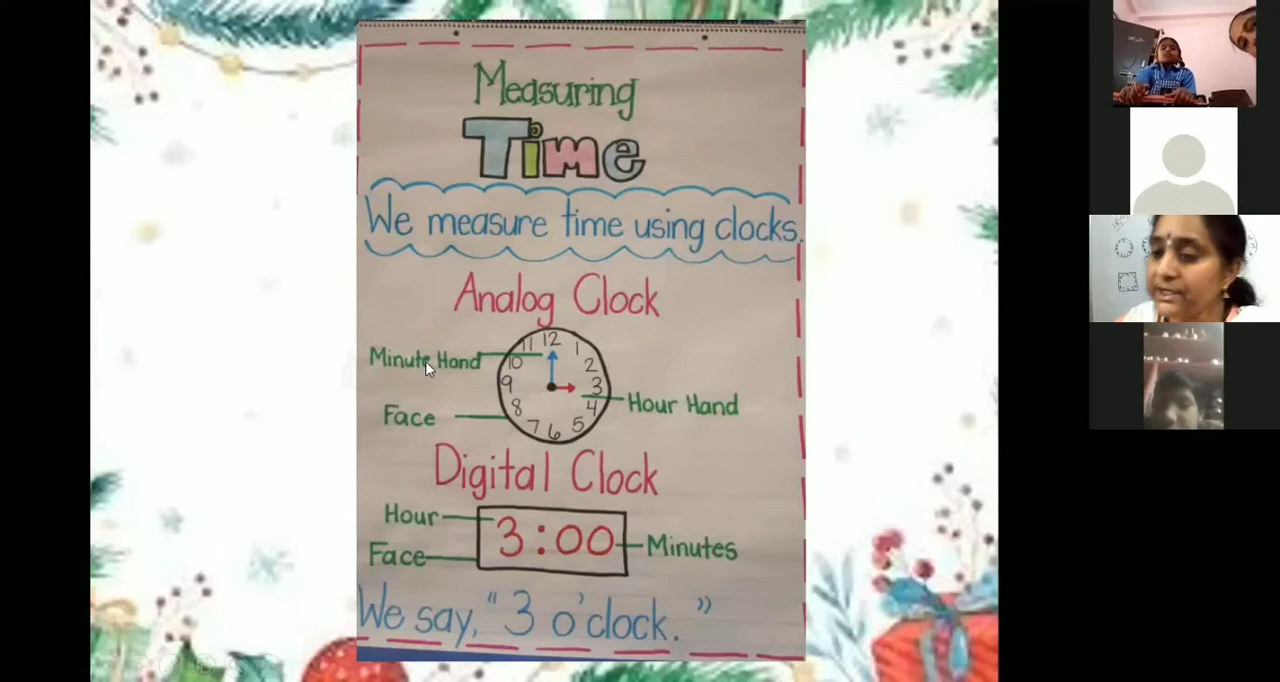 Measuring
Time
We measure time using clocks.
Analog Clock
11 12 1
Minute Hand
10 2
9 3
8 4
Hour Hand
Face
7 6 5
Digital Clock
Hour
3:00
Minutes
Face
We say, "3 o'clock."